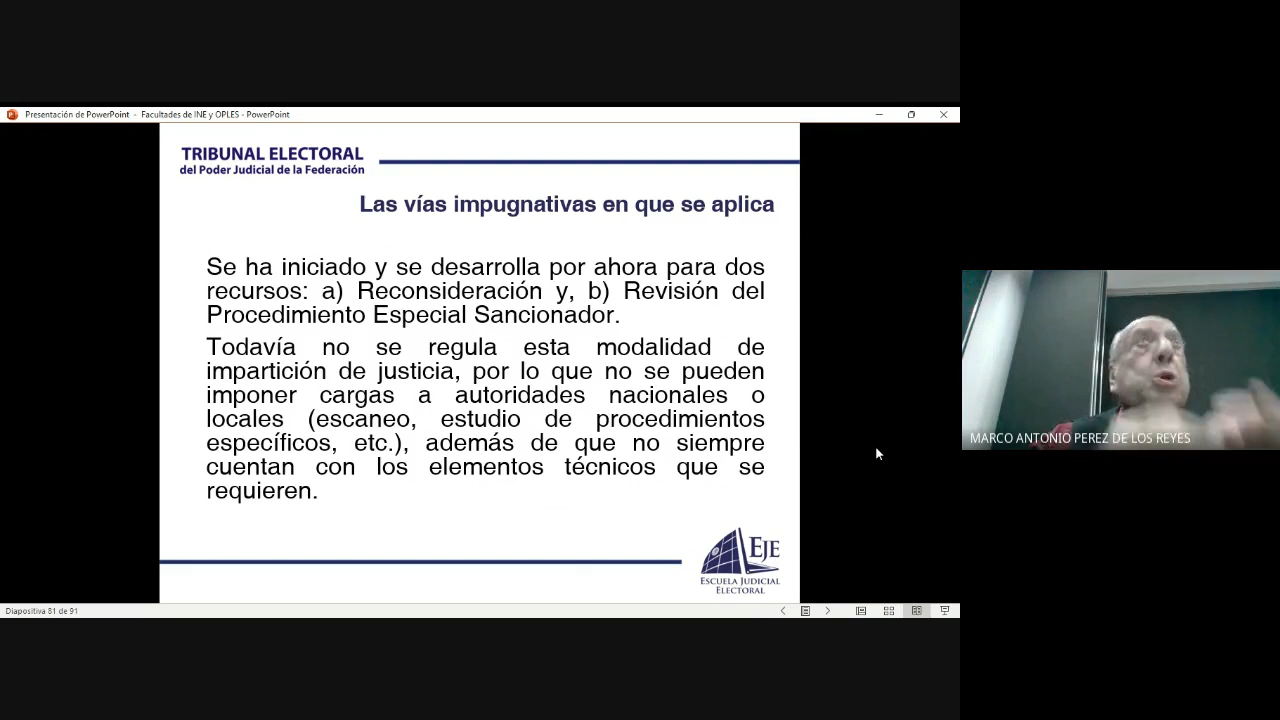 Presentación de PowerPoint - Facultades de INE y OPLES - PowerPoint
TRIBUNAL ELECTORAL
del Poder Judicial de la Federación
Las vías impugnativas en que se aplica
Se ha iniciado y se desarrolla por ahora para dos
recursos: a) Reconsideración y, b) Revisión del
Procedimiento Especial Sancionador.
Todavía no se regula esta modalidad de
impartición de justicia, por lo que no se pueden
imponer cargas a autoridades nacionales o
locales (escaneo, estudio de procedimientos
específicos, etc.), además de que no siempre
cuentan con los elementos técnicos que se
requieren.
EJE
ESCUELA JUDICIAL
ELECTORAL
Diapositiva 81 de 91
MARCO ANTONIO PEREZ DE LOS REYES